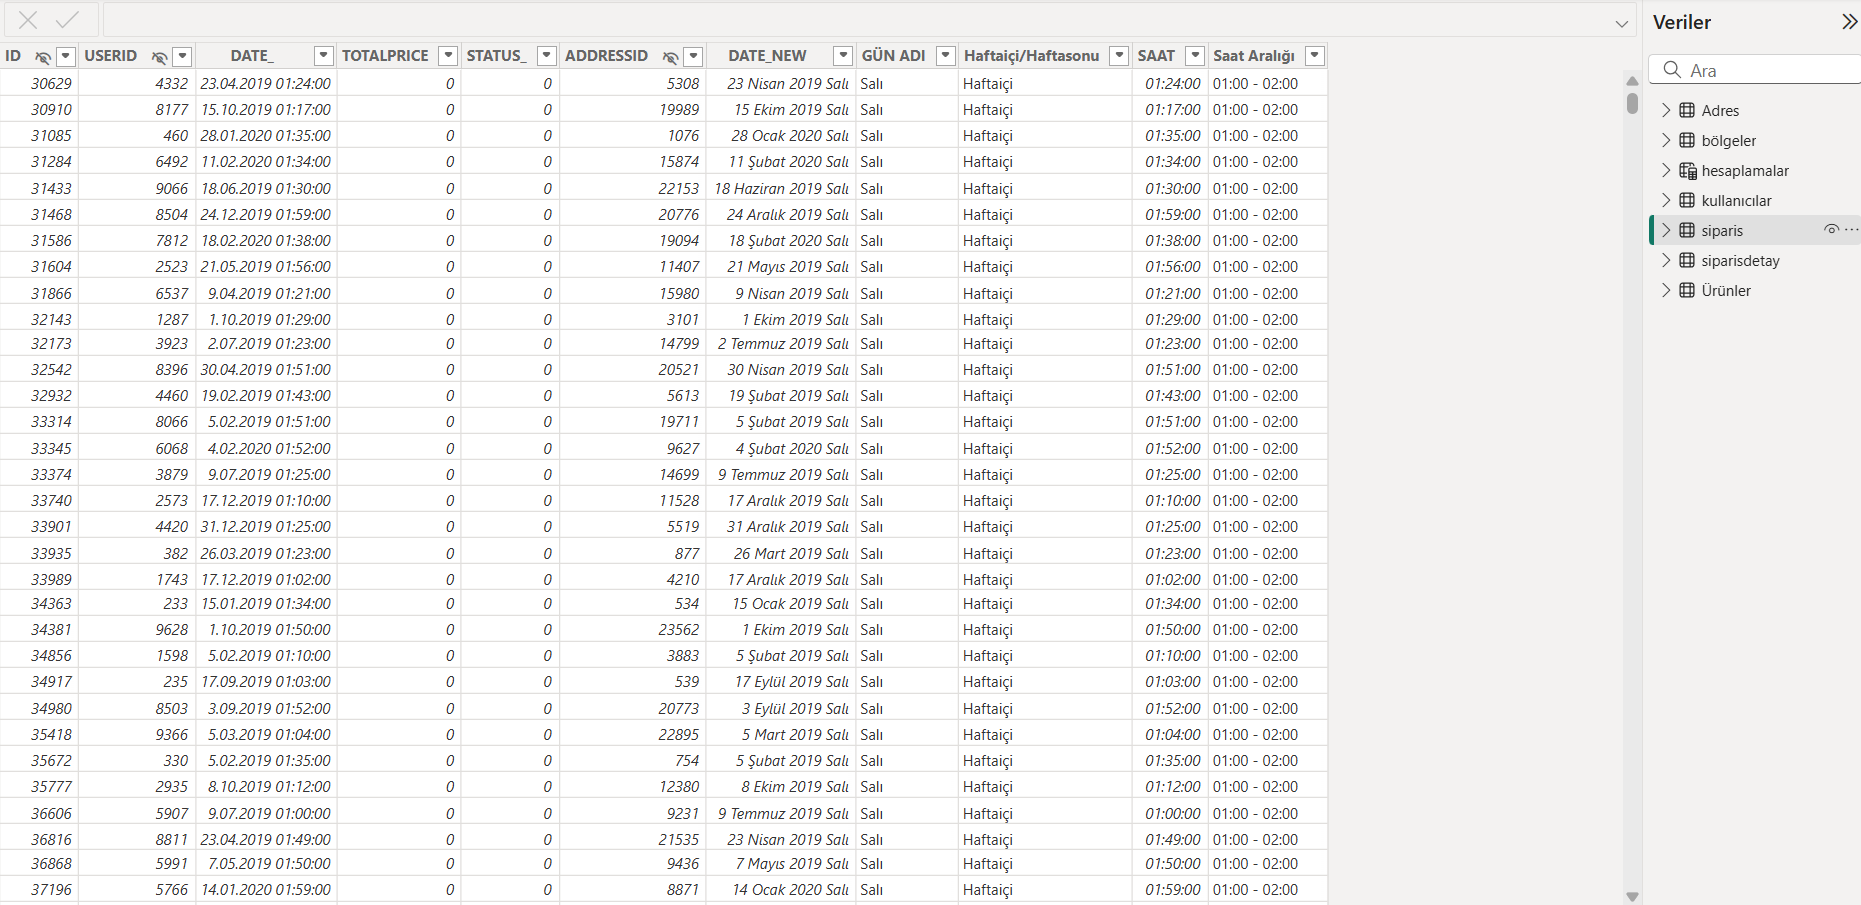 Veriler
ID USERID DATE_ TOTALPRICE STATUS_ ADDRESSID DATE_NEW GÜN ADI Haftaiçi/Haftasonu SAAT Saat Aralığı
30629 4332 23.04.2019 01:24:00 0 0 5308 23 Nisan 2019 Salı Salı Haftaiçi 01:24:00 01:00 - 02:00
30910 8177 15.10.2019 01:17:00 0 0 19989 15 Ekim 2019 Salı Salı Haftaiçi 01:17:00 01:00 - 02:00
31085 460 28.01.2020 01:35:00 0 0 1076 28 Ocak 2020 Salı Salı Haftaiçi 01:35:00 01:00 - 02:00
31284 6492 11.02.2020 01:34:00 0 0 15874 11 Şubat 2020 Salı Salı Haftaiçi 01:34:00 01:00 - 02:00
31433 9066 18.06.2019 01:30:00 0 0 22153 18 Haziran 2019 Salı Salı Haftaiçi 01:30:00 01:00 - 02:00
31468 8504 24.12.2019 01:59:00 0 0 20776 24 Aralık 2019 Salı Salı Haftaiçi 01:59:00 01:00 - 02:00
31586 7812 18.02.2020 01:38:00 0 0 19094 18 Şubat 2020 Salı Salı Haftaiçi 01:38:00 01:00 - 02:00
31604 2523 21.05.2019 01:56:00 0 0 11407 21 Mayıs 2019 Salı Salı Haftaiçi 01:56:00 01:00 - 02:00
31866 6537 9.04.2019 01:21:00 0 0 15980 9 Nisan 2019 Salı Salı Haftaiçi 01:21:00 01:00 - 02:00
32143 1287 1.10.2019 01:29:00 0 0 3101 1 Ekim 2019 Salı Salı Haftaiçi 01:29:00 01:00 - 02:00
32173 3923 2.07.2019 01:23:00 0 0 14799 2 Temmuz 2019 Salı Salı Haftaiçi 01:23:00 01:00 - 02:00
32542 8396 30.04.2019 01:51:00 0 0 20521 30 Nisan 2019 Salı Salı Haftaiçi 01:51:00 01:00 - 02:00
32932 4460 19.02.2019 01:43:00 0 0 5613 19 Şubat 2019 Salı Salı Haftaiçi 01:43:00 01:00 - 02:00
33314 8066 5.02.2019 01:51:00 0 0 19711 5 Şubat 2019 Salı Salı Haftaiçi 01:51:00 01:00 - 02:00
33345 6068 4.02.2020 01:52:00 0 0 9627 4 Şubat 2020 Salı Salı Haftaiçi 01:52:00 01:00 - 02:00
33374 3879 9.07.2019 01:25:00 0 0 14699 9 Temmuz 2019 Salı Salı Haftaiçi 01:25:00 01:00 - 02:00
33740 2573 17.12.2019 01:10:00 0 0 11528 17 Aralık 2019 Salı Salı Haftaiçi 01:10:00 01:00 - 02:00
33901 4420 31.12.2019 01:25:00 0 0 5519 31 Aralık 2019 Salı Salı Haftaiçi 01:25:00 01:00 - 02:00
33935 382 26.03.2019 01:23:00 0 0 877 26 Mart 2019 Salı Salı Haftaiçi 01:23:00 01:00 - 02:00
33989 1743 17.12.2019 01:02:00 0 0 4210 17 Aralık 2019 Salı Salı Haftaiçi 01:02:00 01:00 - 02:00
34363 233 15.01.2019 01:34:00 0 0 534 15 Ocak 2019 Salı Salı Haftaiçi 01:34:00 01:00 - 02:00
34381 9628 1.10.2019 01:50:00 0 0 23562 1 Ekim 2019 Salı Salı Haftaiçi 01:50:00 01:00 - 02:00
34856 1598 5.02.2019 01:10:00 0 0 3883 5 Şubat 2019 Salı Salı Haftaiçi 01:10:00 01:00 - 02:00
34917 235 17.09.2019 01:03:00 0 0 539 17 Eylül 2019 Salı Salı Haftaiçi 01:03:00 01:00 - 02:00
34980 8503 3.09.2019 01:52:00 0 0 20773 3 Eylül 2019 Salı Salı Haftaiçi 01:52:00 01:00 - 02:00
35418 9366 5.03.2019 01:04:00 0 0 22895 5 Mart 2019 Salı Salı Haftaiçi 01:04:00 01:00 - 02:00
35672 330 5.02.2019 01:35:00 0 0 754 5 Şubat 2019 Salı Salı Haftaiçi 01:35:00 01:00 - 02:00
35777 2935 8.10.2019 01:12:00 0 0 12380 8 Ekim 2019 Salı Salı Haftaiçi 01:12:00 01:00 - 02:00
36606 5907 9.07.2019 01:00:00 0 0 9231 9 Temmuz 2019 Salı Salı Haftaiçi 01:00:00 01:00 - 02:00
36816 8811 23.04.2019 01:49:00 0 0 21535 23 Nisan 2019 Salı Salı Haftaiçi 01:49:00 01:00 - 02:00
36868 5991 7.05.2019 01:50:00 0 0 9436 7 Mayıs 2019 Salı Salı Haftaiçi 01:50:00 01:00 - 02:00
37196 5766 14.01.2020 01:59:00 0 0 8871 14 Ocak 2020 Salı Salı Haftaiçi 01:59:00 01:00 - 02:00
Ara
Adres
bölgeler
hesaplamalar
kullanıcılar
siparis
siparisdetay
Ürünler